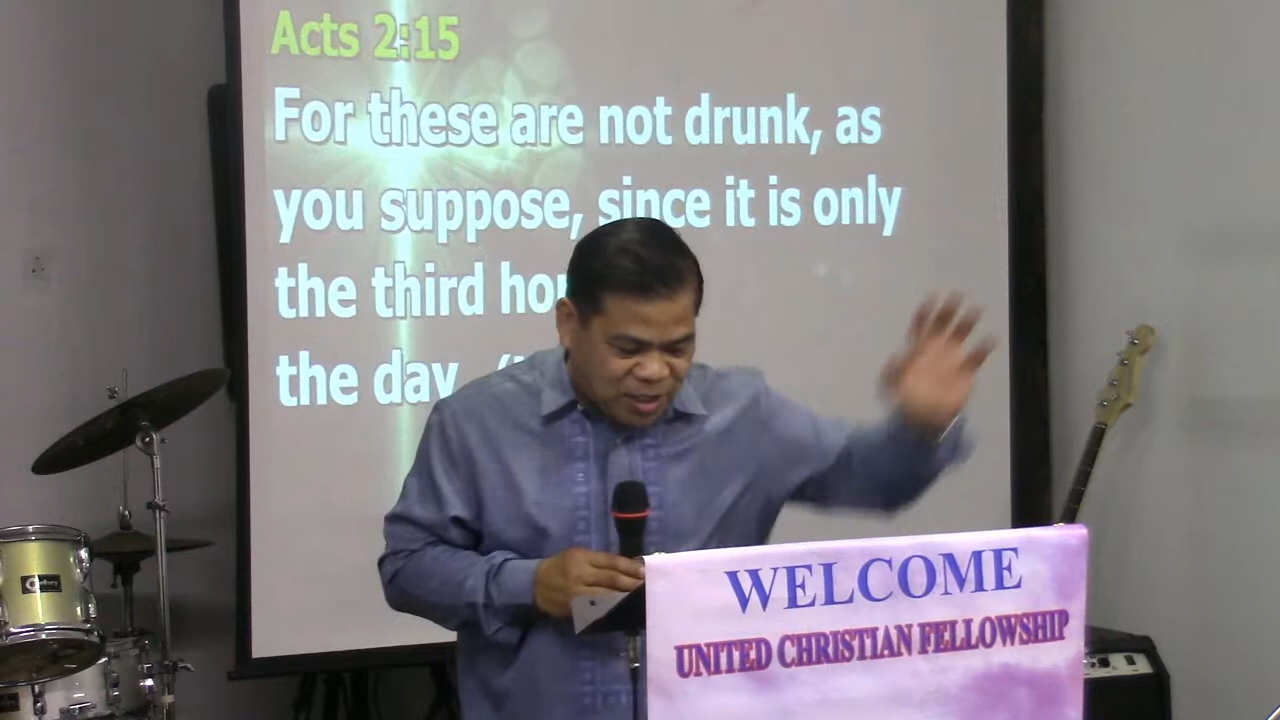 Acts 2:15
For these are not drunk, as
you suppose, since it is only
the third
the day.
WELCOME
UNITED CHRISTIAN FELLOWSHIP